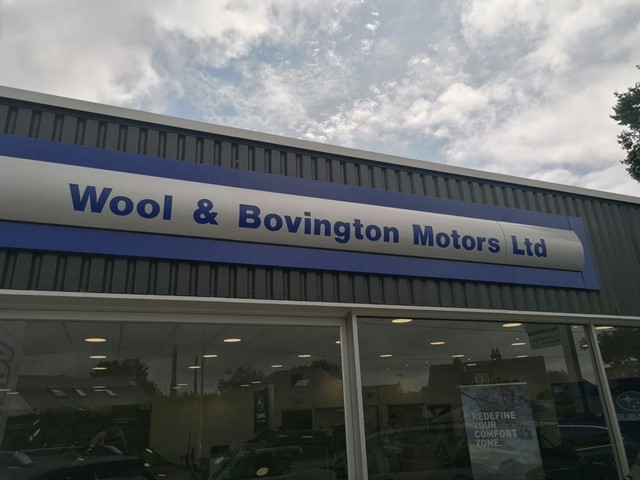 Wool & Bovington Motors Ltd
REDEFINE
YOUR
COMFORT
ZONE.